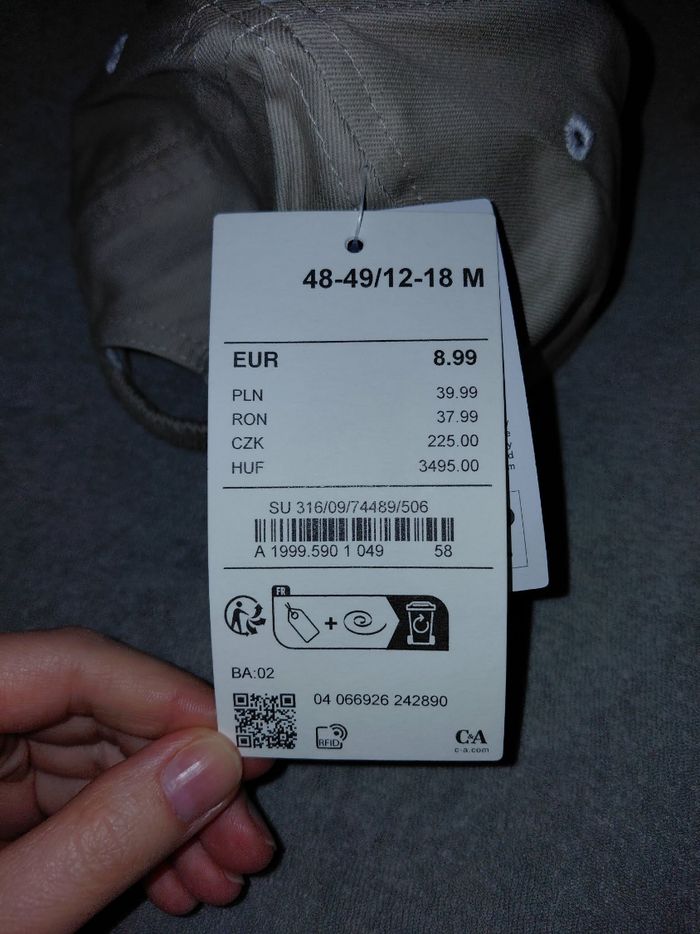 48-49/12-18 M
EUR 8.99
PLN 39.99
RON 37.99
CZK 225.00
HUF 3495.00
SU 316/09/74489/506
A 1999.590 1 049 58
FR
+
BA:02
04 066926 242890
RFID
C&A
c-a.com